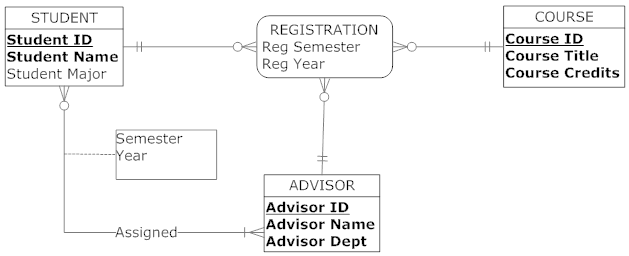 STUDENT
Student ID
Student Name
Student Major
REGISTRATION
Reg Semester
Reg Year
COURSE
Course ID
Course Title
Course Credits
Semester
Year
ADVISOR
Advisor ID
Advisor Name
Advisor Dept
Assigned